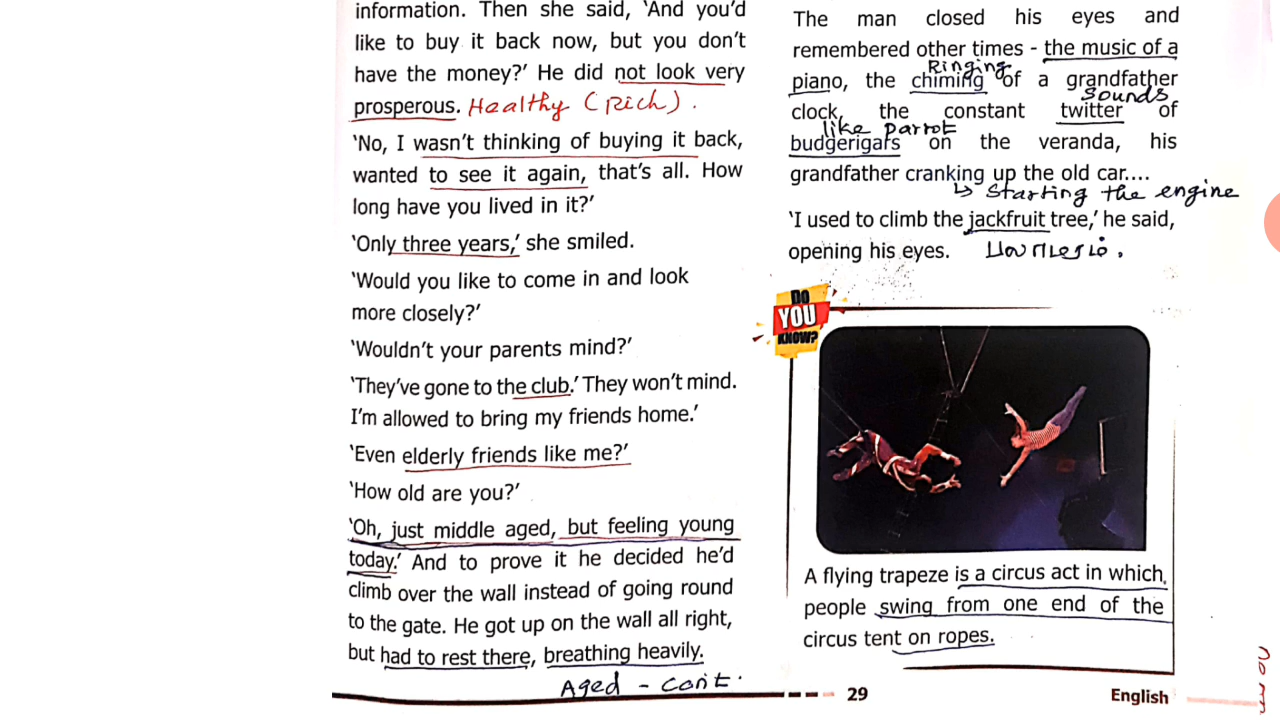 information. Then she said, 'And you'd
like to buy it back now, but you don't
have the money?' He did not look very
prosperous. Healthy (Rich).
'No, I wasn't thinking of buying it back,
wanted to see it again, that's all. How
long have you lived in it?'
'Only three years,' she smiled.
'Would you like to come in and look
more closely?'
'Wouldn't your parents mind?'
'They've gone to the club.' They won't mind.
I'm allowed to bring my friends home.'
'Even elderly friends like me?'
'How old are you?'
'Oh, just middle aged, but feeling young
today.' And to prove it he decided he'd
climb over the wall instead of going round
to the gate. He got up on the wall all right,
but had to rest there, breathing heavily.
Aged - can't.
The man closed his eyes and
remembered other times - the music of a
Ringing
piano, the chiming of a grandfather
sounds
clock, the constant twitter of
like parrot
budgerigars on the veranda, his
grandfather cranking up the old car....
↳ Starting the engine
'I used to climb the jackfruit tree,' he said,
opening his eyes. பலாமரம்.
DO
YOU
KNOW?
A flying trapeze is a circus act in which,
people swing from one end of the
circus tent on ropes.
29
English